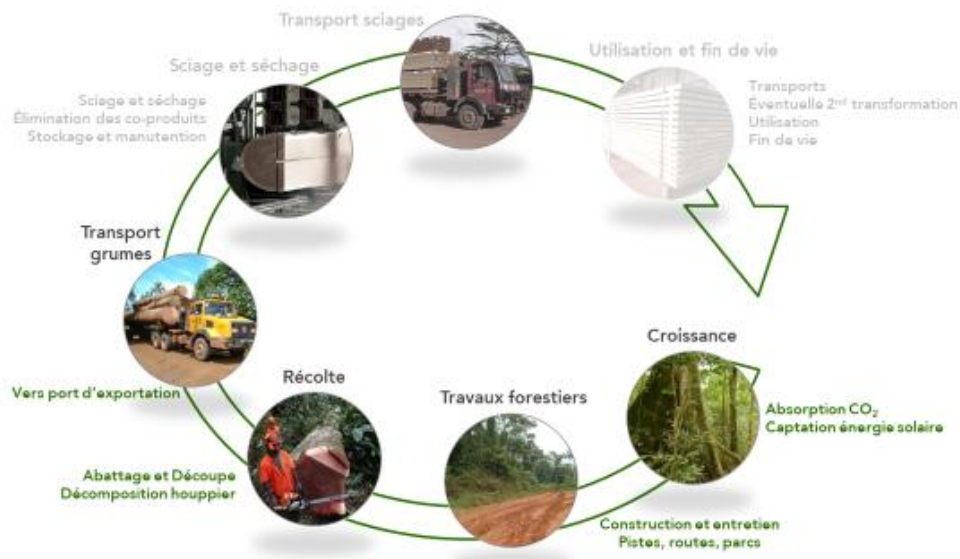 Transport sciages
Utilisation et fin de vie
Sciage et séchage
Transports
Éventuelle 2nd transformation
Utilisation
Fin de vie
Sciage et séchage
Élimination des co-produits
Stockage et manutention
Transport
grumes
Croissance
Récolte
Travaux forestiers
Vers port d'exportation
Absorption CO₂
Captation énergie solaire
Abattage et Découpe
Décomposition houppier
Construction et entretien
Pistes, routes, parcs